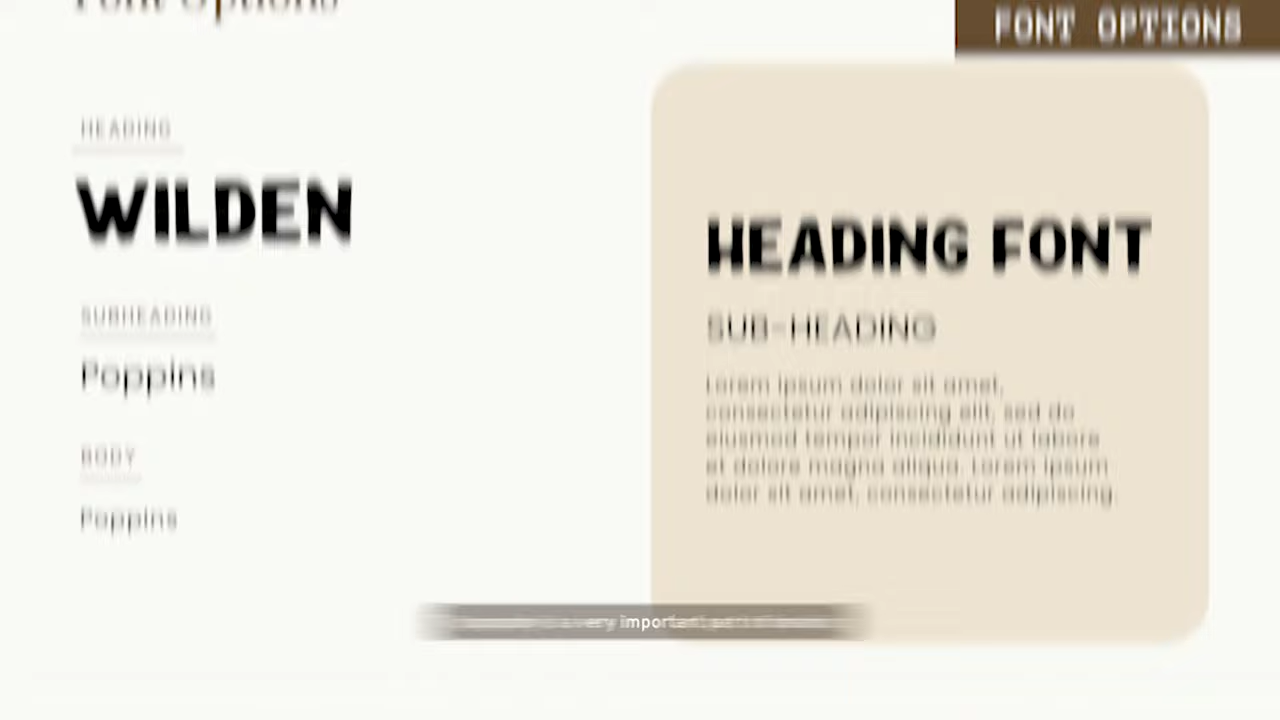 Font Options
FONT OPTIONS
HEADING
WILDEN
SUBHEADING
Poppins
BODY
Poppins
HEADING FONT
SUB-HEADING
Lorem ipsum dolor sit amet,
consectetur adipiscing elit, sed do
eiusmod tempor incididunt ut labore
et dolore magna aliqua. Lorem ipsum
dolor sit amet, consectetur adipiscing
very important